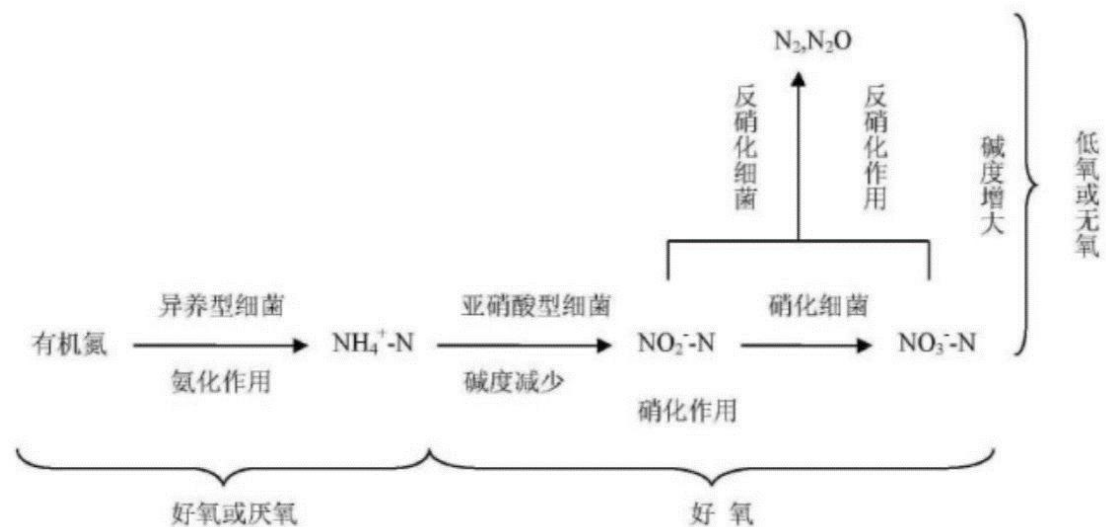 N₂,N₂O
反硝化细菌
反硝化作用
碱度增大
低氧或无氧
异养型细菌
亚硝酸型细菌
硝化细菌
有机氮
NH₄⁺-N
NO₂⁻-N
NO₃⁻-N
氨化作用
碱度减少
硝化作用
好氧或厌氧
好 氧